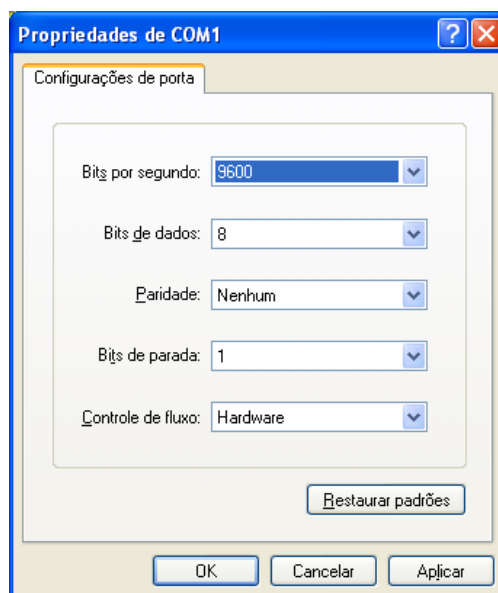 Propriedades de COM1
Configurações de porta
Bits por segundo: 9600
Bits de dados: 8
Paridade: Nenhum
Bits de parada: 1
Controle de fluxo: Hardware
Restaurar padrões
OK Cancelar Aplicar